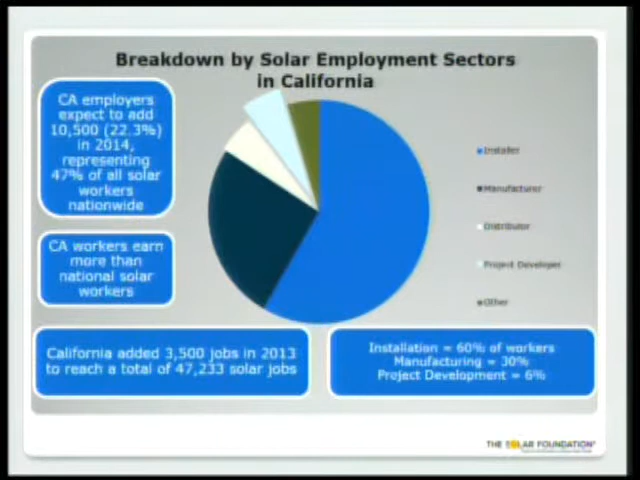 Breakdown by Solar Employment Sectors
in California
CA employers
expect to add
10,500 (22.3%)
in 2014,
representing
47% of all solar
workers
nationwide
CA workers earn
more than
national solar
workers
Installer
Manufacturer
Distributor
Project Developer
Other
California added 3,500 jobs in 2013
to reach a total of 47,233 solar jobs
Installation = 60% of workers
Manufacturing = 30%
Project Development = 6%
THE SOLAR FOUNDATION